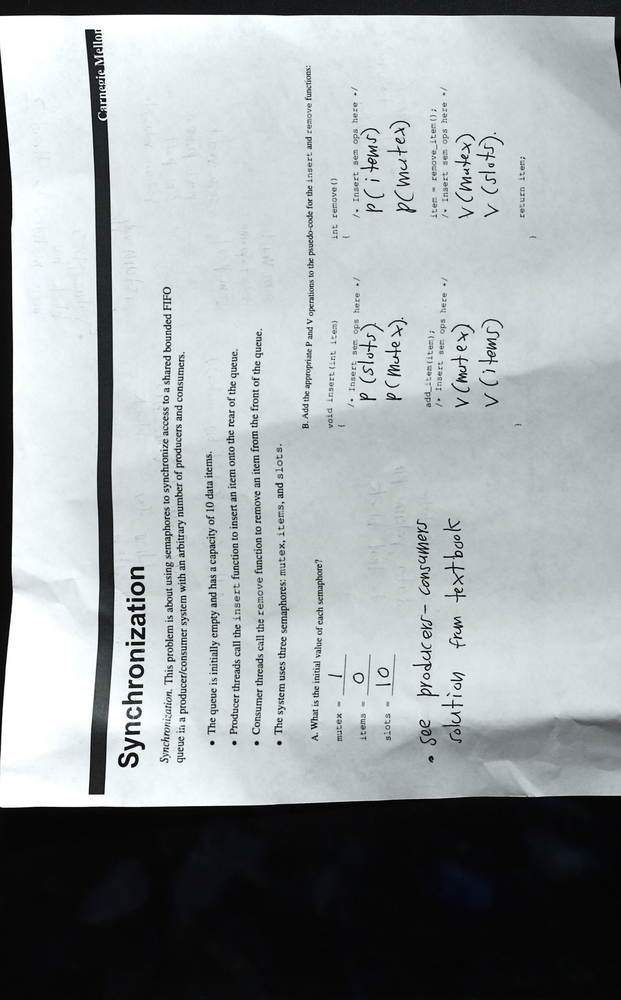 Carnegie Mellon
Synchronization
Synchronization. This problem is about using semaphores to synchronize access to a shared bounded FIFO
queue in a producer/consumer system with an arbitrary number of producers and consumers.
• The queue is initially empty and has a capacity of 10 data items.
• Producer threads call the insert function to insert an item onto the rear of the queue.
• Consumer threads call the remove function to remove an item from the front of the queue.
• The system uses three semaphores: mutex, items, and slots.
A. What is the initial value of each semaphore?
mutex = 1
items = 0
slots = 10
• see producers-consumers
solution from textbook
B. Add the appropriate P and V operations to the psuedo-code for the insert and remove functions:
void insert(int item)
{
/* Insert sem ops here */
P(slots).
P(mutex).
add_item(item);
/* Insert sem ops here */
V(mutex).
V(items)
}
int remove()
{
/* Insert sem ops here */
P(items)
P(mutex)
item = remove_item();
/* Insert sem ops here */
V(mutex)
V(slots).
return item;
}